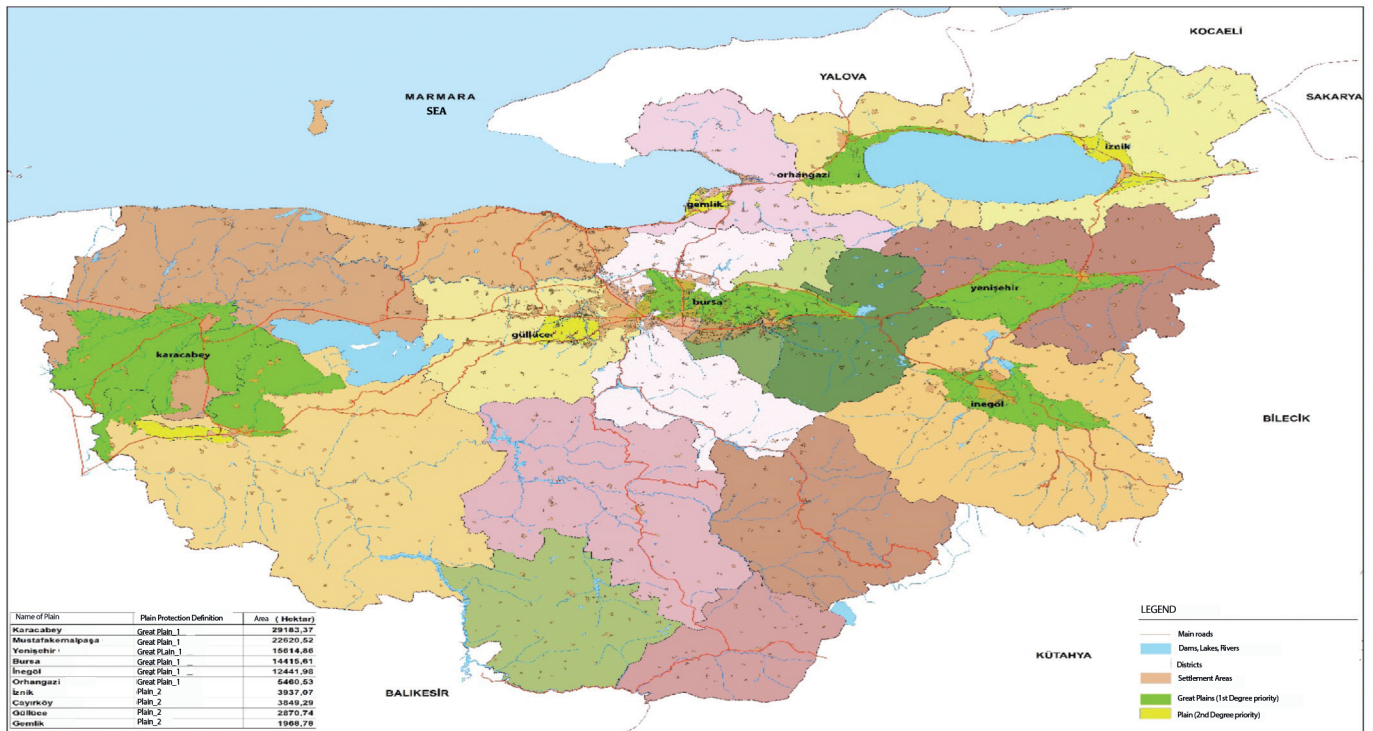 KOCAELİ
YALOVA
MARMARA
SEA
SAKARYA
iznik
orhangazi
gemlik
yenişehir
bursa
güllüce
karacabey
inegöl
BİLECİK
Name of Plain Plain Protection Definition Area ( Hektar)
Karacabey Great Plain_1 29183,37
Mustafakemalpaşa Great Plain_1 22620,52
Yenişehir Great PLain_1 15614,86
Bursa Great Plain_1 14415,61
İnegöl Great Plain_1 12441,98
Orhangazi Great Plain_1 5460,53
İznik Plain_2 3937,07
Çayırköy Plain_2 3849,29
Güllüce Plain_2 2870,74
Gemlik Plain_2 1968,78
BALIKESİR
KÜTAHYA
LEGEND
Main roads
Dams, Lakes, Rivers
Districts
Settlement Areas
Great Plains (1st Degree priority)
Plain (2nd Degree priority)